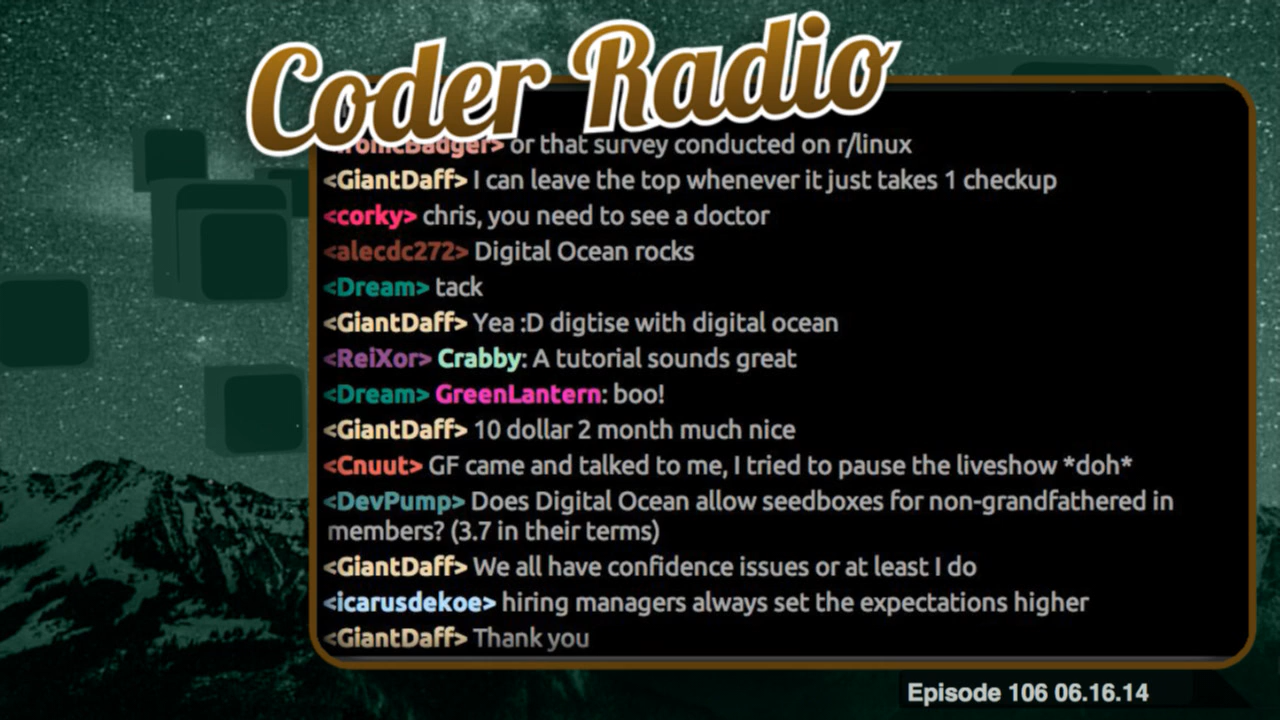 Coder Radio
or that survey conducted on r/linux
<GiantDaff> I can leave the top whenever it just takes 1 checkup
<corky> chris, you need to see a doctor
<alecdc272> Digital Ocean rocks
<Dream> tack
<GiantDaff> Yea :D digtise with digital ocean
<ReiXor> Crabby: A tutorial sounds great
<Dream> GreenLantern: boo!
<GiantDaff> 10 dollar 2 month much nice
<Cnuut> GF came and talked to me, I tried to pause the liveshow *doh*
<DevPump> Does Digital Ocean allow seedboxes for non-grandfathered in
members? (3.7 in their terms)
<GiantDaff> We all have confidence issues or at least I do
<icarusdekoe> hiring managers always set the expectations higher
<GiantDaff> Thank you
Episode 106 06.16.14